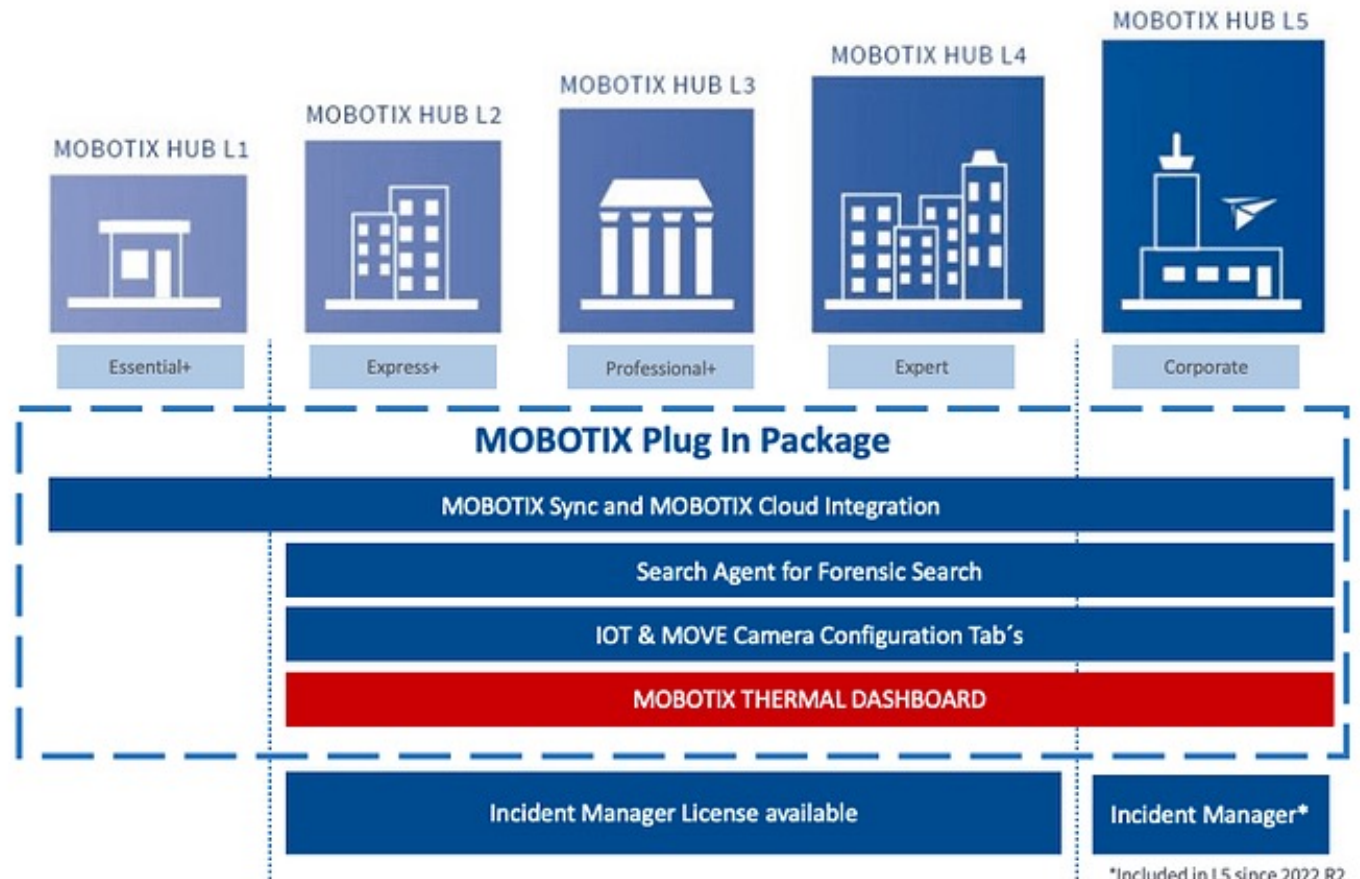 MOBOTIX HUB L1
MOBOTIX HUB L2
MOBOTIX HUB L3
MOBOTIX HUB L4
MOBOTIX HUB L5
Essential+
Express+
Professional+
Expert
Corporate
MOBOTIX Plug In Package
MOBOTIX Sync and MOBOTIX Cloud Integration
Search Agent for Forensic Search
IOT & MOVE Camera Configuration Tab´s
MOBOTIX THERMAL DASHBOARD
Incident Manager License available
Incident Manager*
*Included in L5 since 2022 R2